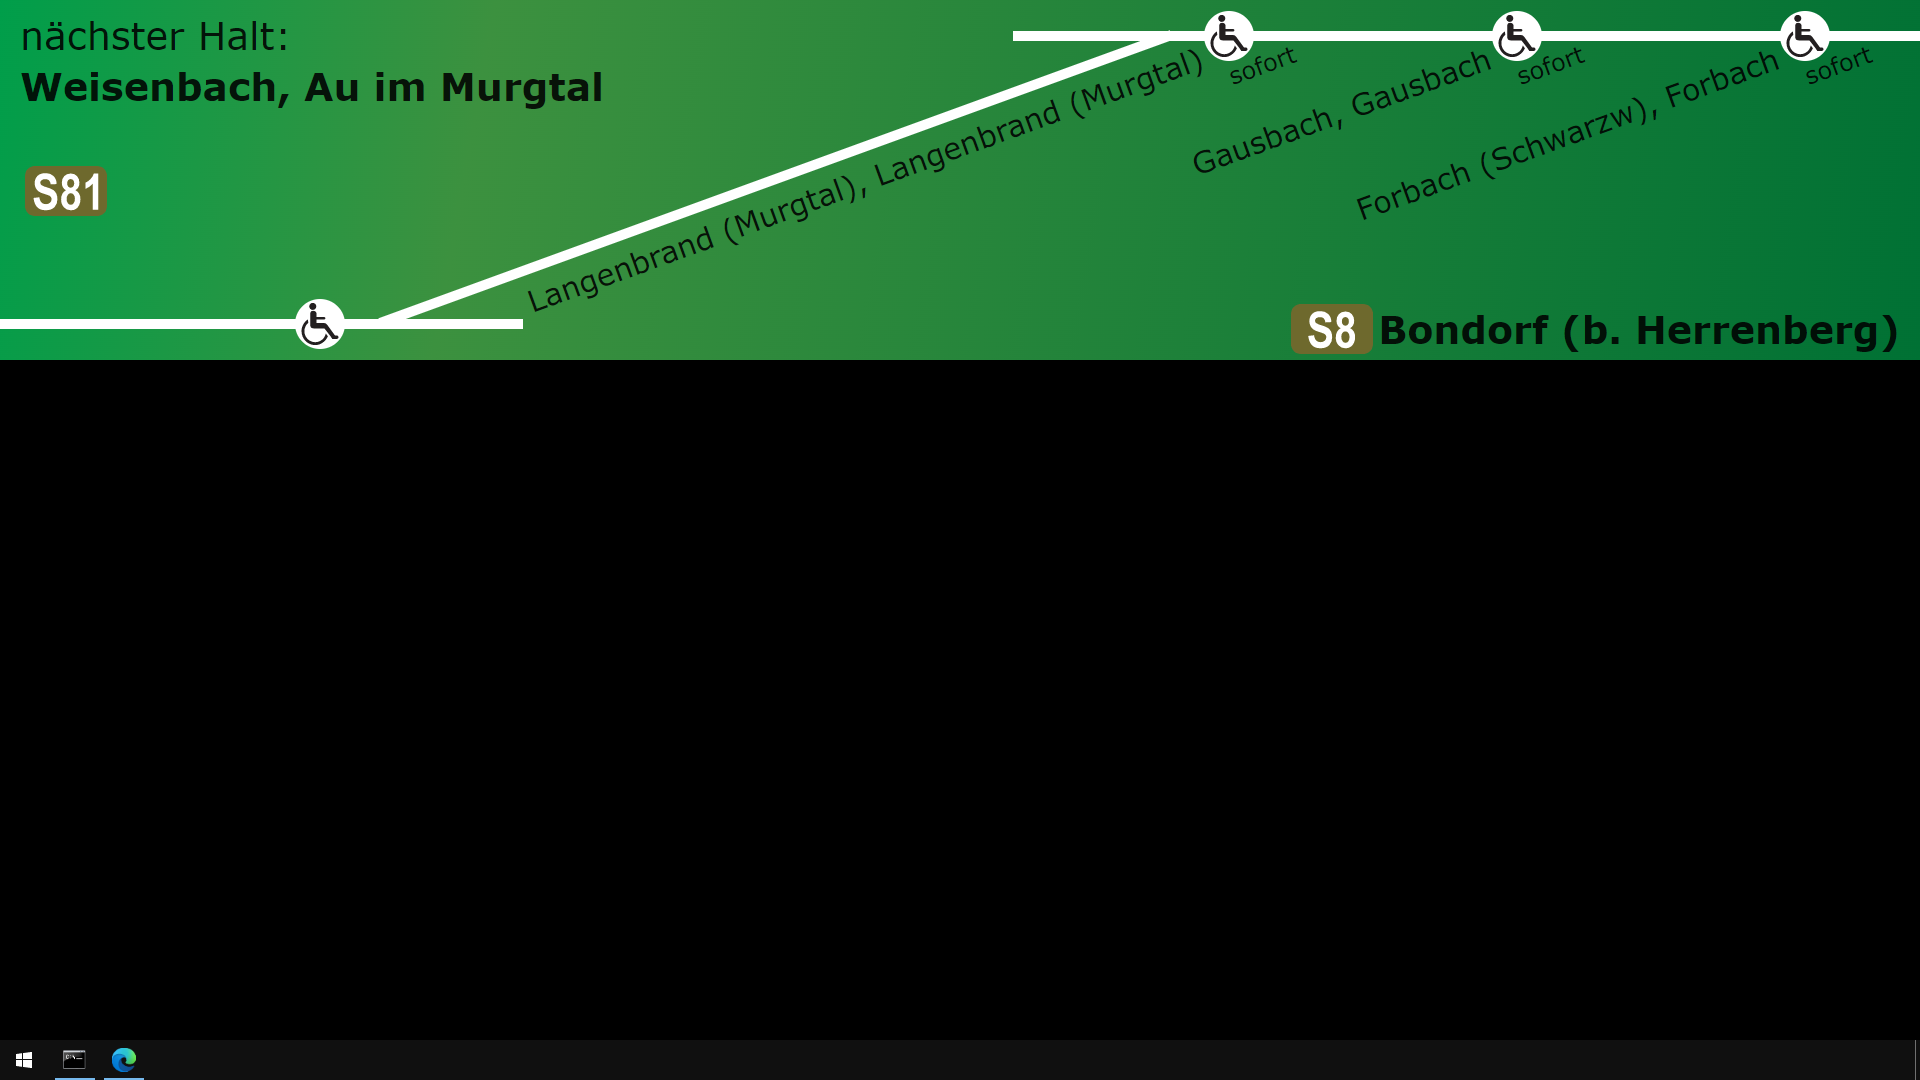 nächster Halt:
Weisenbach, Au im Murgtal
S81
Langenbrand (Murgtal), Langenbrand (Murgtal)
sofort
Gausbach, Gausbach
sofort
Forbach (Schwarzw), Forbach
sofort
S8 Bondorf (b. Herrenberg)